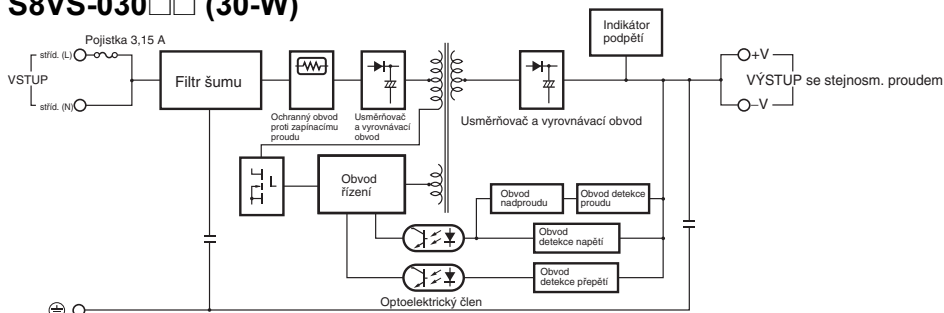 S8VS-030□□ (30-W)
Pojistka 3,15 A
stříd. (L)
VSTUP
stříd. (N)
Filtr šumu
Ochranný obvod
proti zapínacímu
proudu
Usměrňovač
a vyrovnávací
obvod
Usměrňovač a vyrovnávací obvod
Indikátor
podpětí
+V
VÝSTUP se stejnosm. proudem
–V
Obvod
řízení
Obvod
nadproudu
Obvod detekce
proudu
Obvod
detekce napětí
Obvod
detekce přepětí
Optoelektrický člen